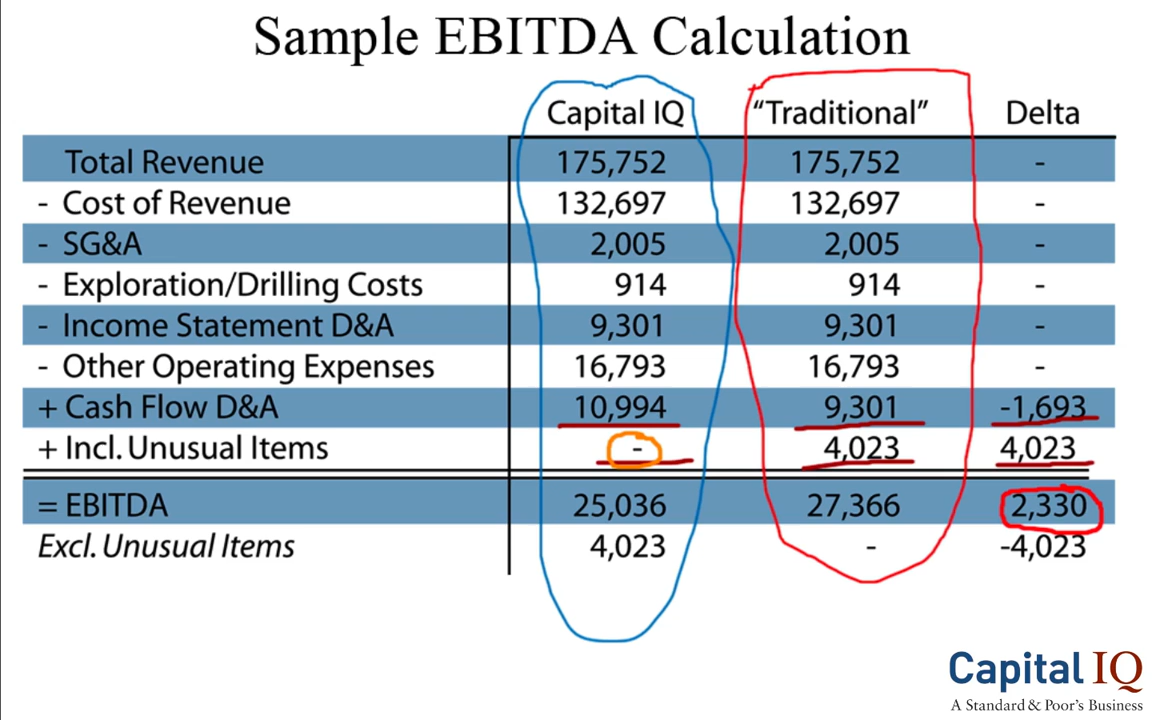 Sample EBITDA Calculation
Capital IQ "Traditional" Delta
Total Revenue 175,752 175,752 -
- Cost of Revenue 132,697 132,697 -
- SG&A 2,005 2,005 -
- Exploration/Drilling Costs 914 914 -
- Income Statement D&A 9,301 9,301 -
- Other Operating Expenses 16,793 16,793 -
+ Cash Flow D&A 10,994 9,301 -1,693
+ Incl. Unusual Items - 4,023 4,023
= EBITDA 25,036 27,366 2,330
Excl. Unusual Items 4,023 - -4,023
Capital IQ
A Standard & Poor's Business